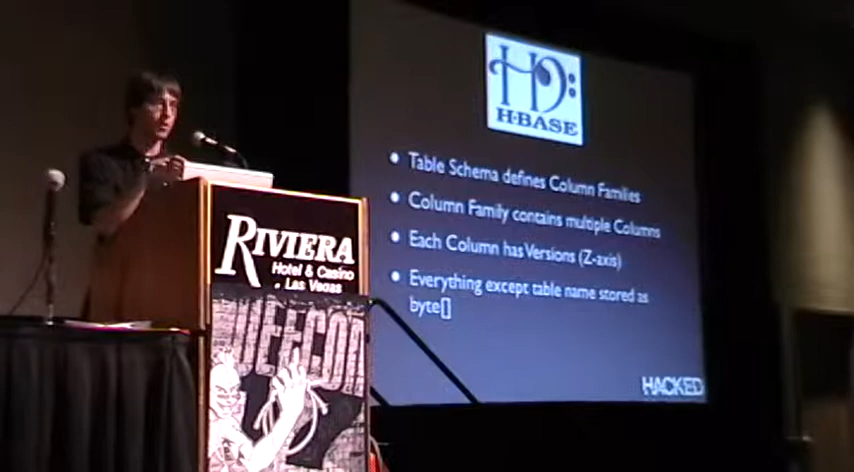 H
H·BASE
• Table Schema defines Column Families
• Column Family contains multiple Columns
• Each Column has Versions (Z-axis)
• Everything except table name stored as
byte[]
HACKED
RIVIERA
Hotel & Casino
Las Vegas
DEFCON